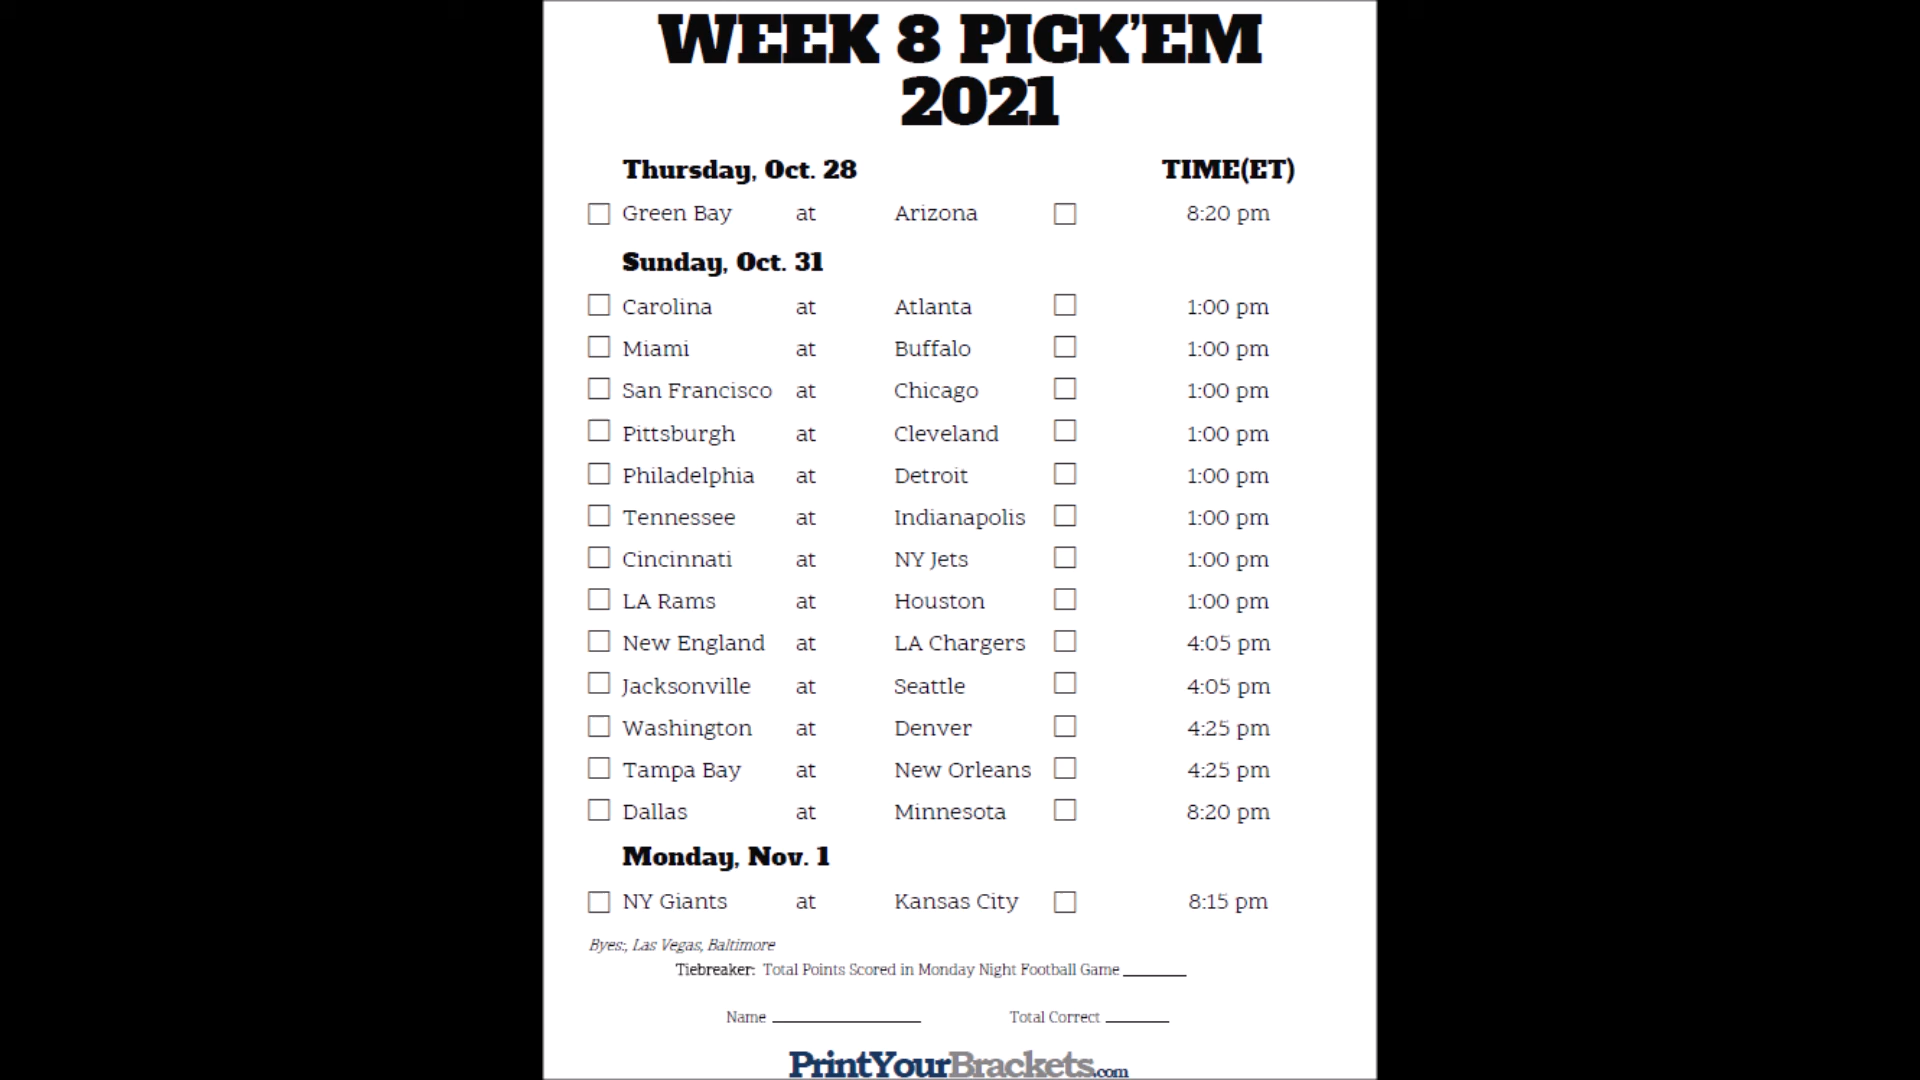 WEEK 8 PICK’EM
2021
Thursday, Oct. 28 TIME(ET)
Green Bay at Arizona 8:20 pm
Sunday, Oct. 31
Carolina at Atlanta 1:00 pm
Miami at Buffalo 1:00 pm
San Francisco at Chicago 1:00 pm
Pittsburgh at Cleveland 1:00 pm
Philadelphia at Detroit 1:00 pm
Tennessee at Indianapolis 1:00 pm
Cincinnati at NY Jets 1:00 pm
LA Rams at Houston 1:00 pm
New England at LA Chargers 4:05 pm
Jacksonville at Seattle 4:05 pm
Washington at Denver 4:25 pm
Tampa Bay at New Orleans 4:25 pm
Dallas at Minnesota 8:20 pm
Monday, Nov. 1
NY Giants at Kansas City 8:15 pm
Byes:, Las Vegas, Baltimore
Tiebreaker: Total Points Scored in Monday Night Football Game
Name Total Correct
PrintYourBrackets.com